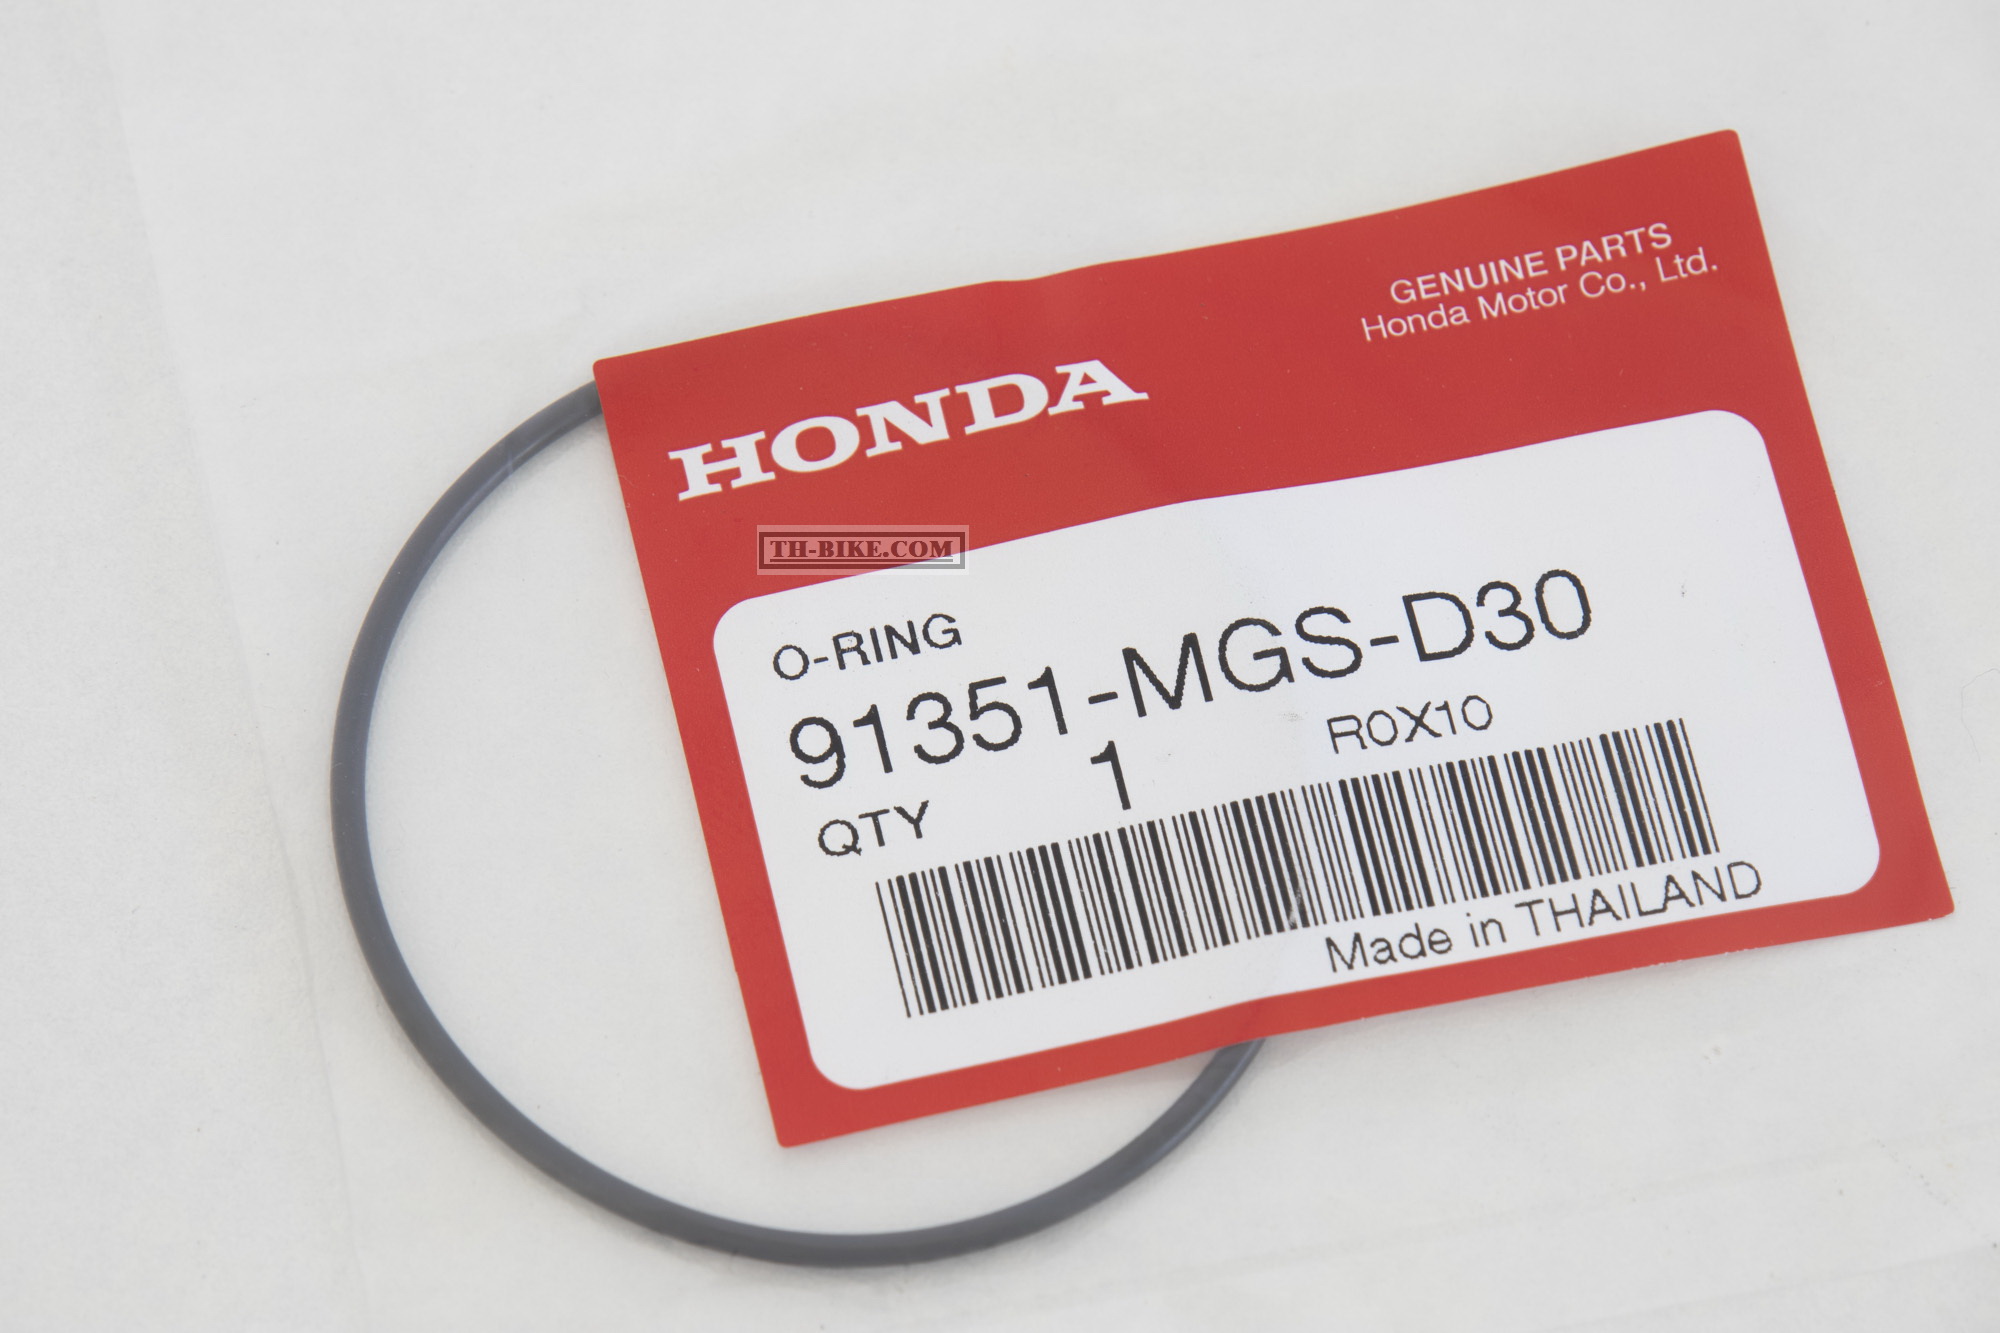 GENUINE PARTS
Honda Motor Co., Ltd.
HONDA
TH-BIKE.COM
O-RING
91351-MGS-D30
QTY 1 R0X10
Made in THAILAND